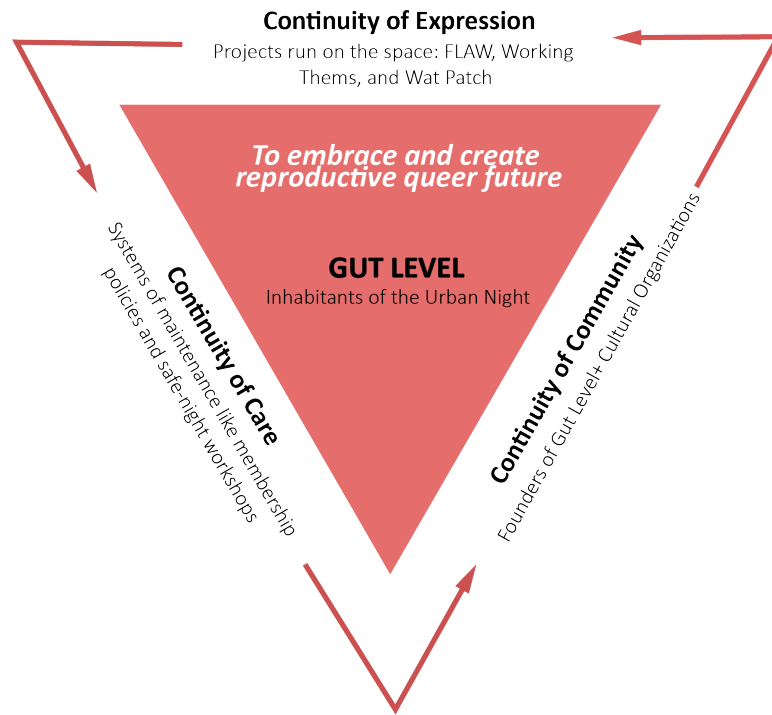 Continuity of Expression
Projects run on the space: FLAW, Working
Thems, and Wat Patch
To embrace and create
reproductive queer future
GUT LEVEL
Inhabitants of the Urban Night
Continuity of Care
Systems of maintenance like membership
policies and safe-night workshops
Continuity of Community
Founders of Gut Level+ Cultural Organizations